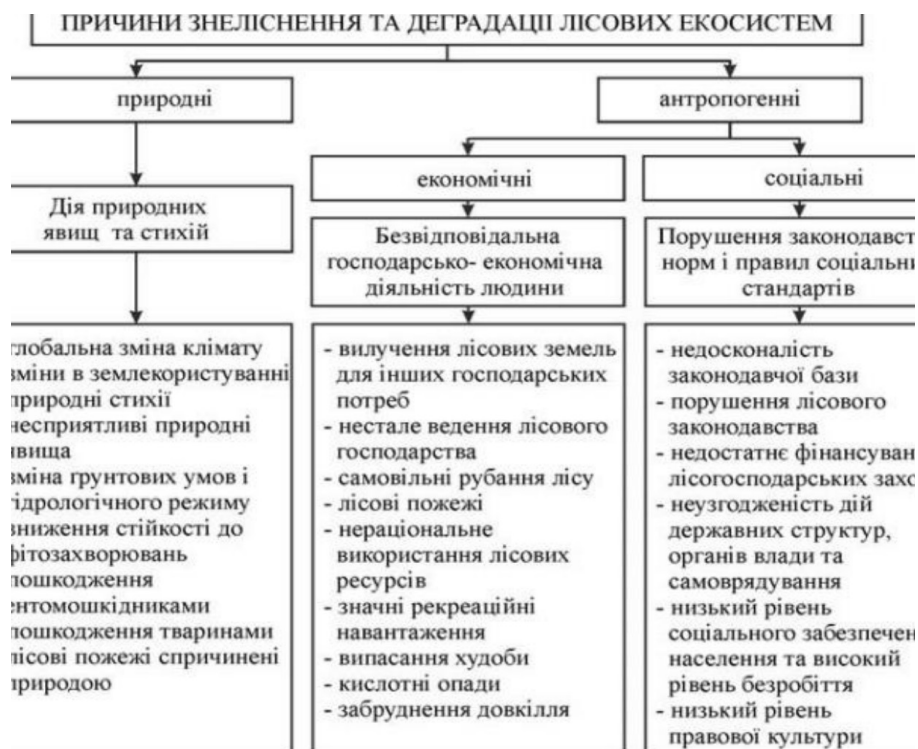 ПРИЧИНИ ЗНЕЛІСНЕННЯ ТА ДЕГРАДАЦІЇ ЛІСОВИХ ЕКОСИСТЕМ
природні
антропогенні
економічні
соціальні
Дія природних
явищ та стихій
Безвідповідальна
господарсько- економічна
діяльність людини
Порушення законодавст
норм і правил соціальни
стандартів
глобальна зміна клімату
зміни в землекористуванні
природні стихії
несприятливі природні
явища
зміна ґрунтових умов і
гідрологічного режиму
зниження стійкості до
фітозахворювань
пошкодження
ентомошкідниками
пошкодження тваринами
лісові пожежі спричинені
природою
- вилучення лісових земель
для інших господарських
потреб
- нестале ведення лісового
господарства
- самовільні рубання лісу
- лісові пожежі
- нераціональне
використання лісових
ресурсів
- значні рекреаційні
навантаження
- випасання худоби
- кислотні опади
- забруднення довкілля
- недосконалість
законодавчої бази
- порушення лісового
законодавства
- недостатнє фінансуван
лісогосподарських захо
- неузгодженість дій
державних структур,
органів влади та
самоврядування
- низький рівень
соціального забезпечен
населення та високий
рівень безробіття
- низький рівень
правової культури